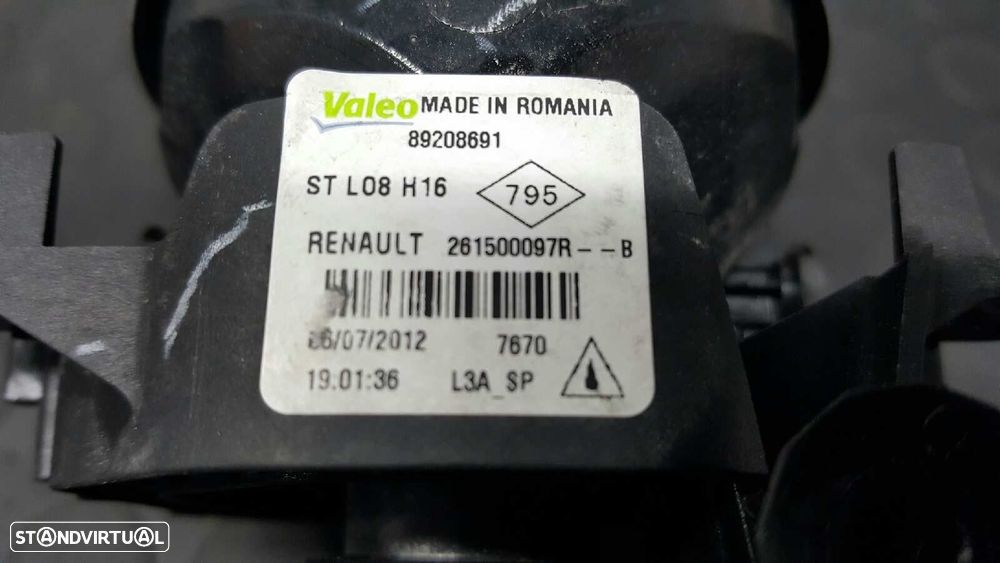 Valeo MADE IN ROMANIA
89208691
ST L08 H16 795
RENAULT 261500097R--B
06/07/2012 7670
19.01:36 L3A_SP
STANDVIRTUAL